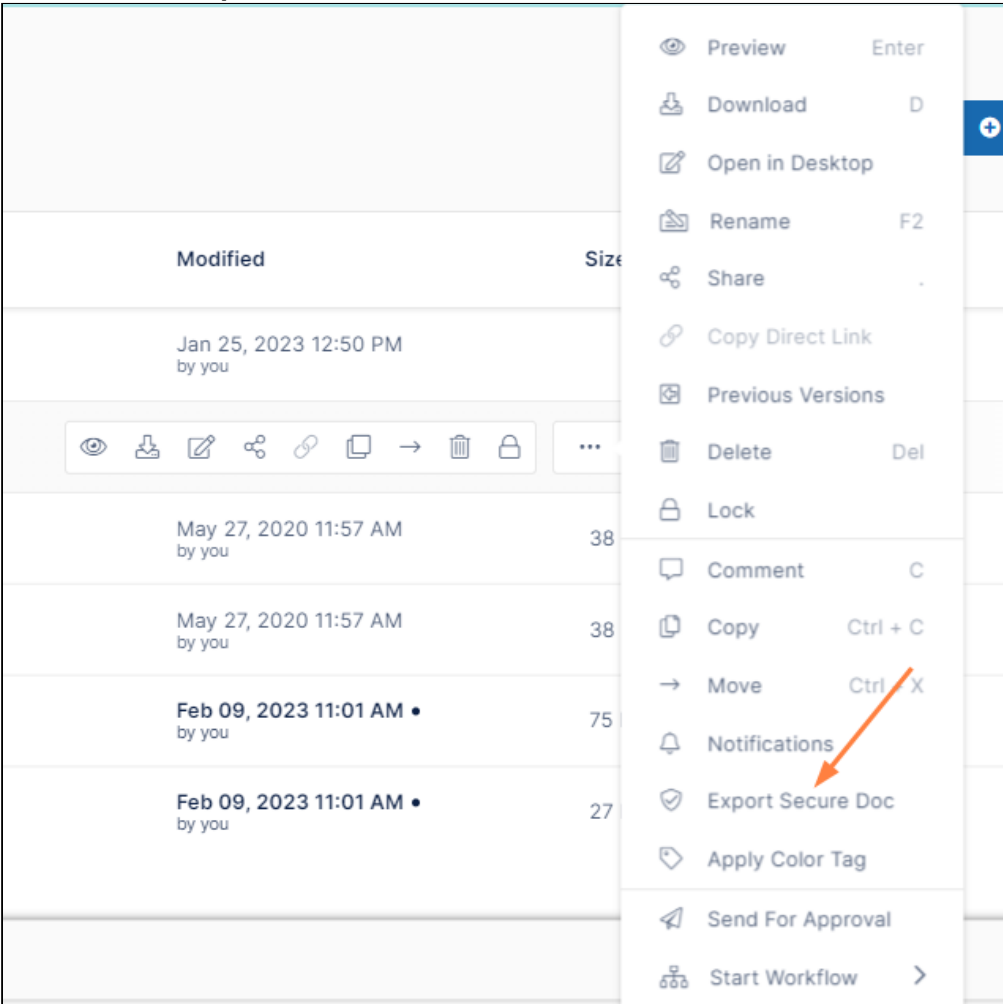 Modified
Size
Jan 25, 2023 12:50 PM
by you
May 27, 2020 11:57 AM
by you
38
May 27, 2020 11:57 AM
by you
38
Feb 09, 2023 11:01 AM •
by you
75
Feb 09, 2023 11:01 AM •
by you
27
Preview Enter
Download D
Open in Desktop
Rename F2
Share .
Copy Direct Link
Previous Versions
Delete Del
Lock
Comment C
Copy Ctrl + C
Move Ctrl + X
Notifications
Export Secure Doc
Apply Color Tag
Send For Approval
Start Workflow